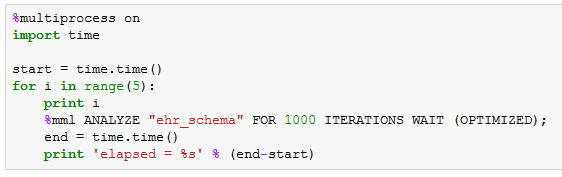 %multiprocess on
import time

start = time.time()
for i in range(5):
    print i
    %mml ANALYZE "ehr_schema" FOR 1000 ITERATIONS WAIT (OPTIMIZED);
    end = time.time()
    print 'elapsed = %s' % (end-start)